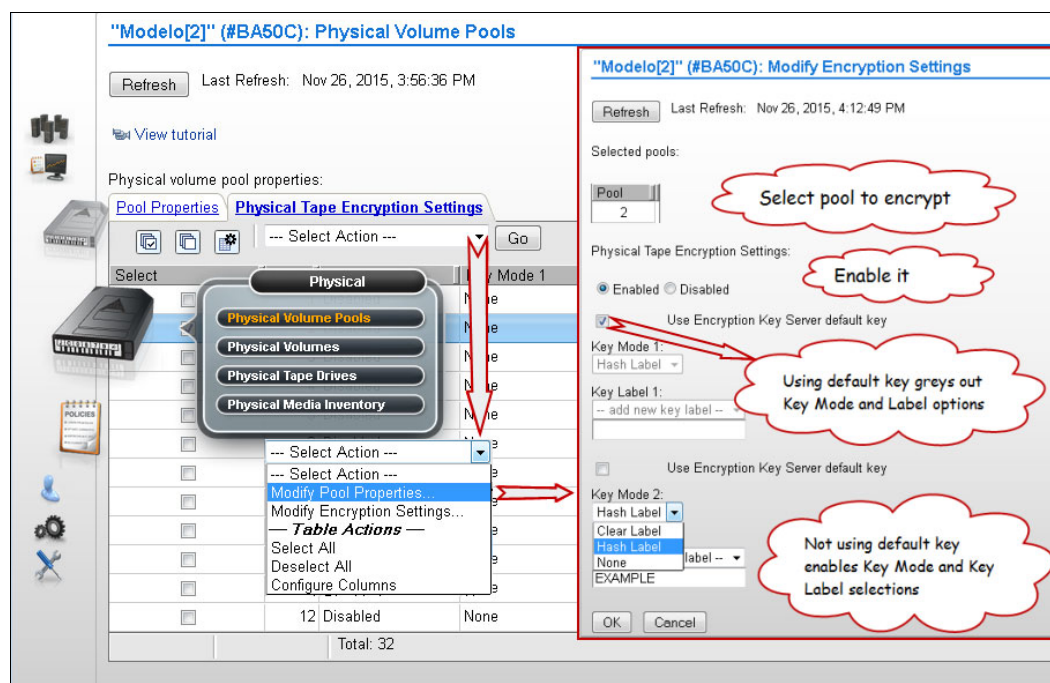 "Modelo[2]" (#BA50C): Physical Volume Pools
Refresh Last Refresh: Nov 26, 2015, 3:56:36 PM
View tutorial
Physical volume pool properties:
Pool Properties Physical Tape Encryption Settings
--- Select Action --- Go
Select Key Mode 1
Physical
Physical Volume Pools
Physical Volumes
Physical Tape Drives
Physical Media Inventory
None
None
None
None
None
POLICIES
--- Select Action ---
--- Select Action ---
Modify Pool Properties...
Modify Encryption Settings...
— Table Actions —
Select All
Deselect All
Configure Columns
12 Disabled None
Total: 32
"Modelo[2]" (#BA50C): Modify Encryption Settings
Refresh Last Refresh: Nov 26, 2015, 4:12:49 PM
Selected pools:
Pool
2
Select pool to encrypt
Physical Tape Encryption Settings:
Enable it
Enabled Disabled
Use Encryption Key Server default key
Key Mode 1:
Hash Label
Key Label 1:
-- add new key label --
Using default key greys out
Key Mode and Label options
Use Encryption Key Server default key
Key Mode 2:
Hash Label
Clear Label
Hash Label
None label --
EXAMPLE
Not using default key
enables Key Mode and Key
Label selections
OK Cancel